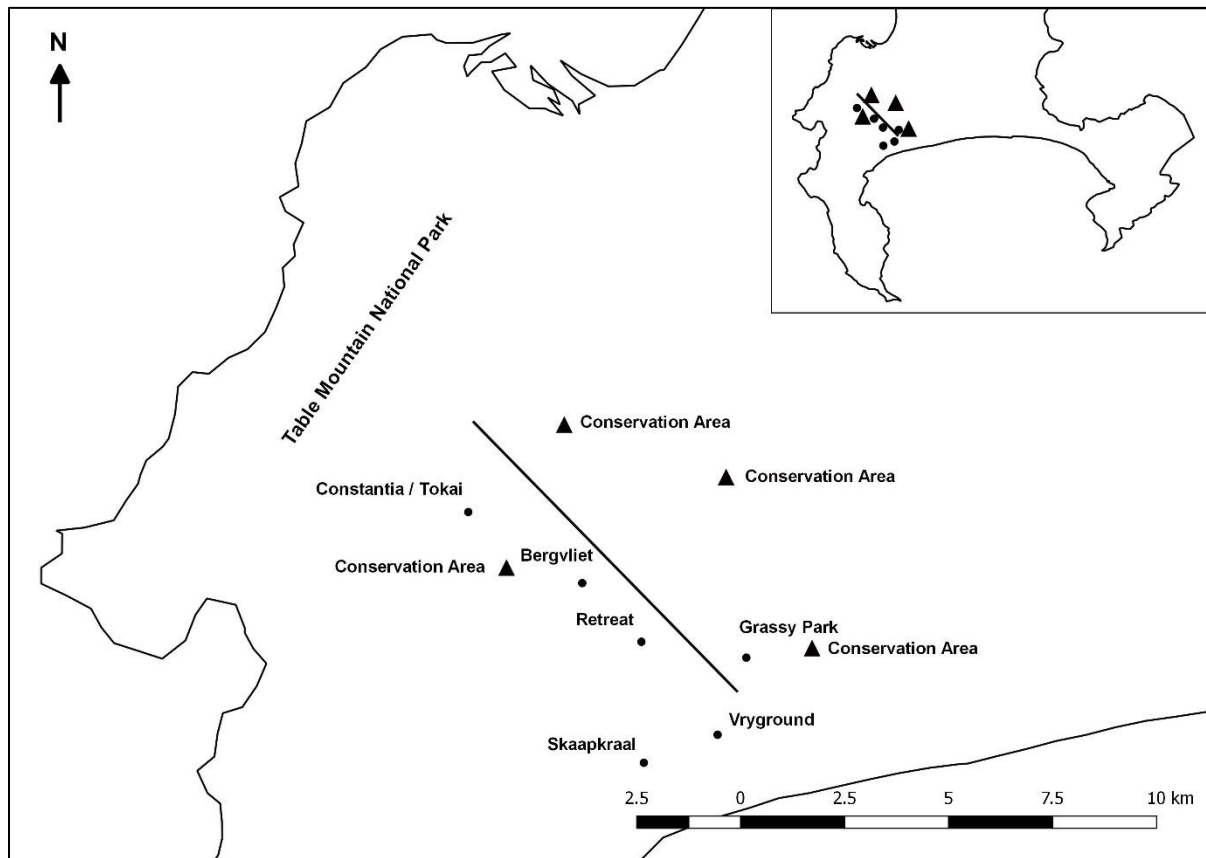 N
Table Mountain National Park
Conservation Area
Conservation Area
Constantia / Tokai
Bergvliet
Conservation Area
Retreat
Grassy Park
Conservation Area
Vryground
Skaapkraal
2.5 0 2.5 5 7.5 10 km